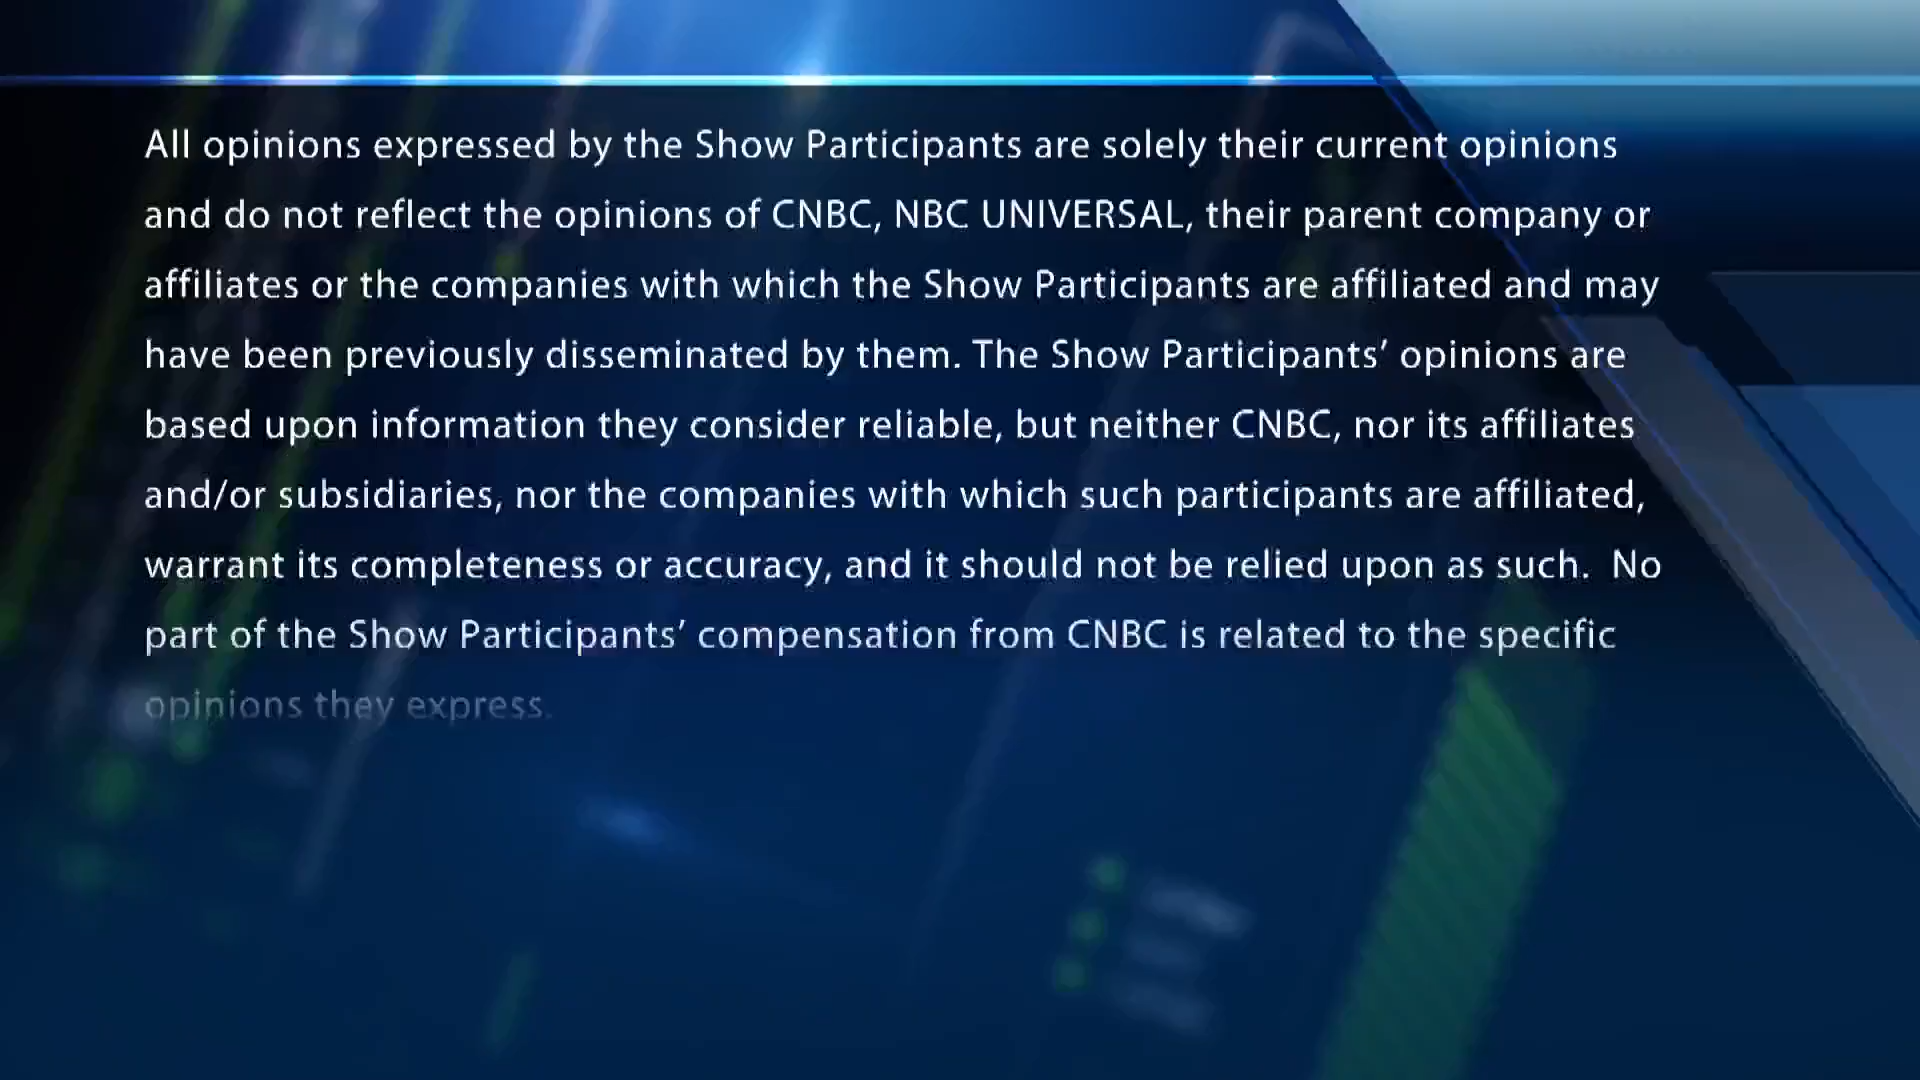 All opinions expressed by the Show Participants are solely their current opinions
and do not reflect the opinions of CNBC, NBC UNIVERSAL, their parent company or
affiliates or the companies with which the Show Participants are affiliated and may
have been previously disseminated by them. The Show Participants’ opinions are
based upon information they consider reliable, but neither CNBC, nor its affiliates
and/or subsidiaries, nor the companies with which such participants are affiliated,
warrant its completeness or accuracy, and it should not be relied upon as such.  No
part of the Show Participants’ compensation from CNBC is related to the specific
opinions they express.